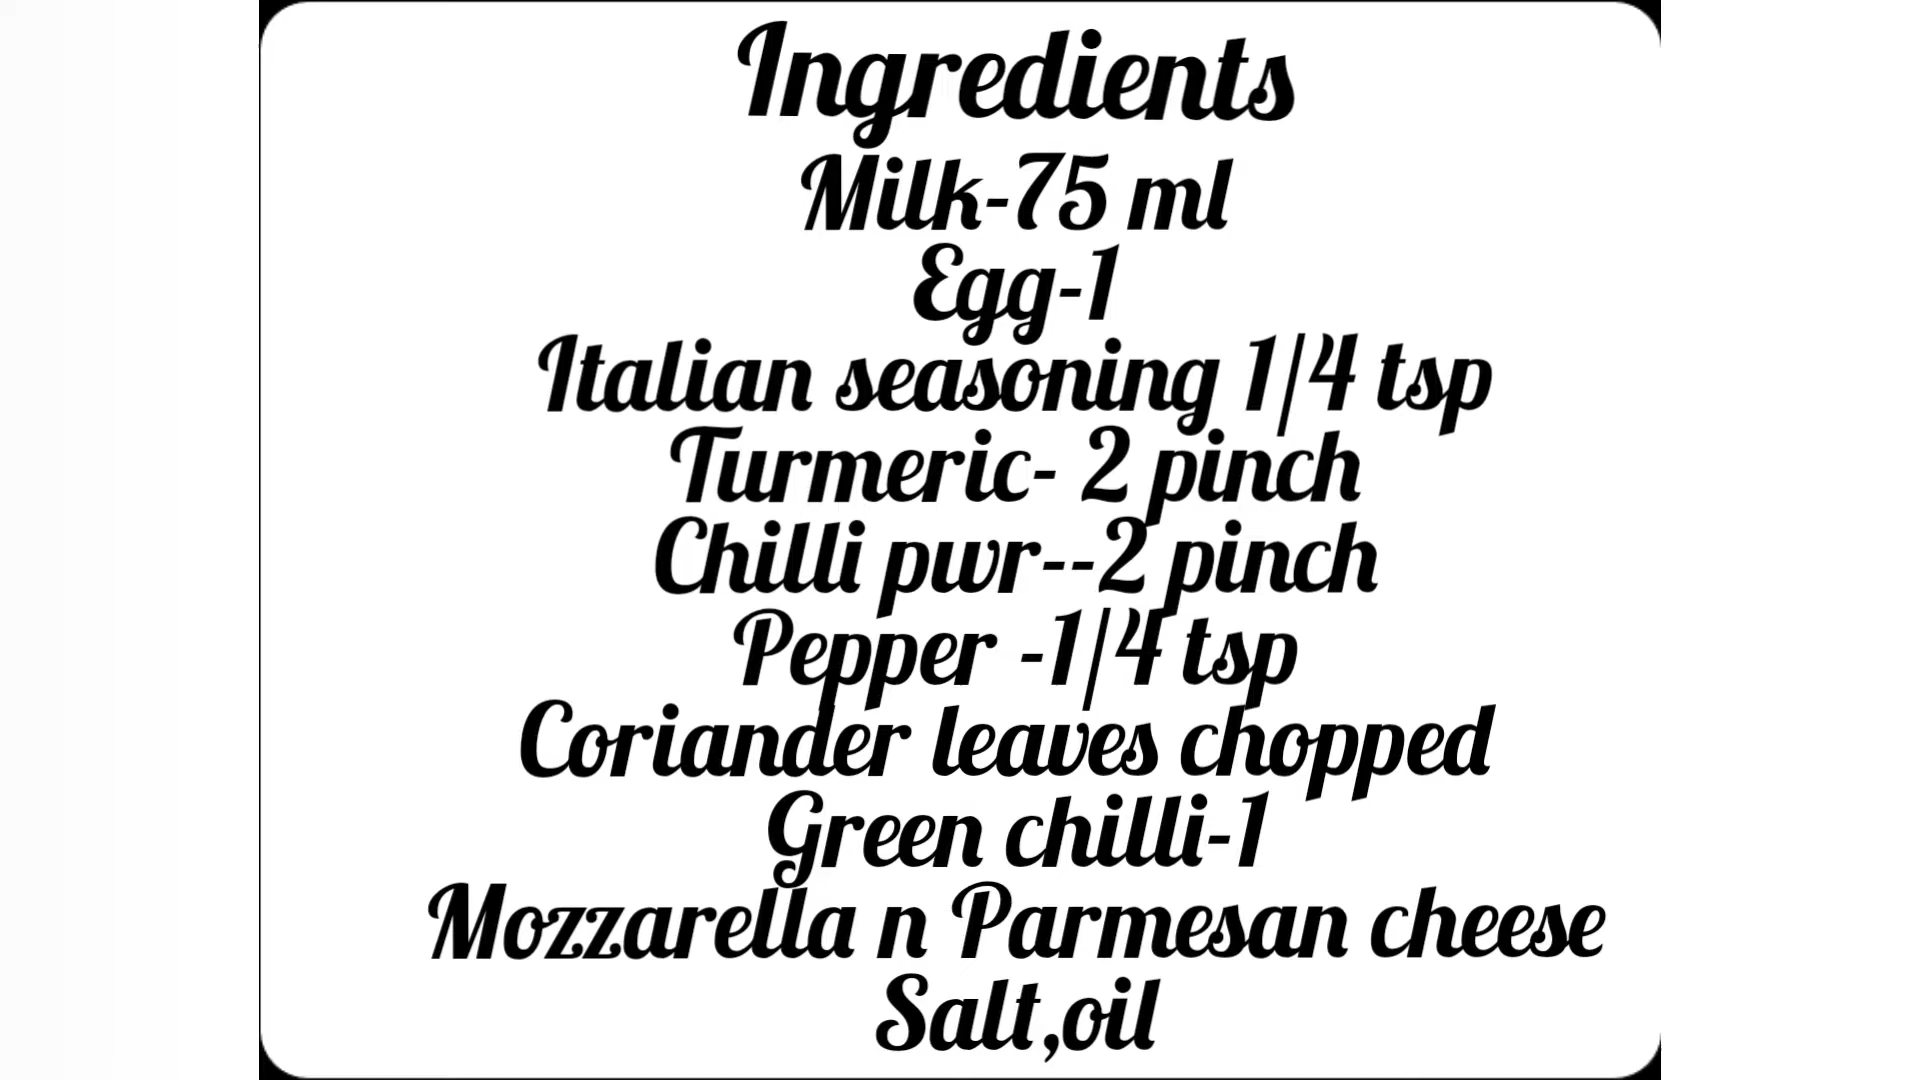 Ingredients
Milk-75 ml
Egg-1
Italian seasoning 1/4 tsp
Turmeric- 2 pinch
Chilli pwr--2 pinch
Pepper -1/4 tsp
Coriander leaves chopped
Green chilli-1
Mozzarella n Parmesan cheese
Salt,oil